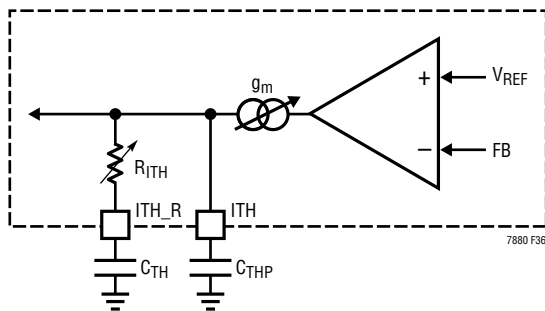 gm
+
VREF
−
FB
RITH
ITH_R
ITH
CTH
CTHP
7880 F36